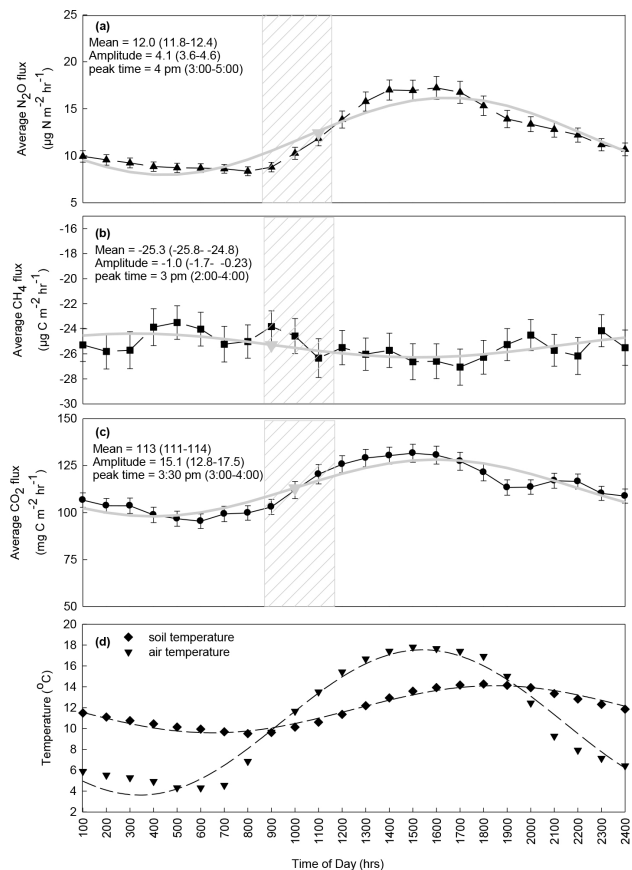 25
20
15
10
5
Average N2O flux
(µg N m-2 hr-1)
(a)
Mean = 12.0 (11.8-12.4)
Amplitude = 4.1 (3.6-4.6)
peak time = 4 pm (3:00-5:00)
-16
-18
-20
-22
-24
-26
-28
-30
Average CH4 flux
(µg C m-2 hr-1)
(b)
Mean = -25.3 (-25.8- -24.8)
Amplitude = -1.0 (-1.7- -0.23)
peak time = 3 pm (2:00-4:00)
150
125
100
75
50
Average CO2 flux
(mg C m-2 hr-1)
(c)
Mean = 113 (111-114)
Amplitude = 15.1 (12.8-17.5)
peak time = 3:30 pm (3:00-4:00)
20
18
16
14
12
10
8
6
4
2
Temperature (oC)
(d)
soil temperature
air temperature
100
200
300
400
500
600
700
800
900
1000
1100
1200
1300
1400
1500
1600
1700
1800
1900
2000
2100
2200
2300
2400
Time of Day (hrs)